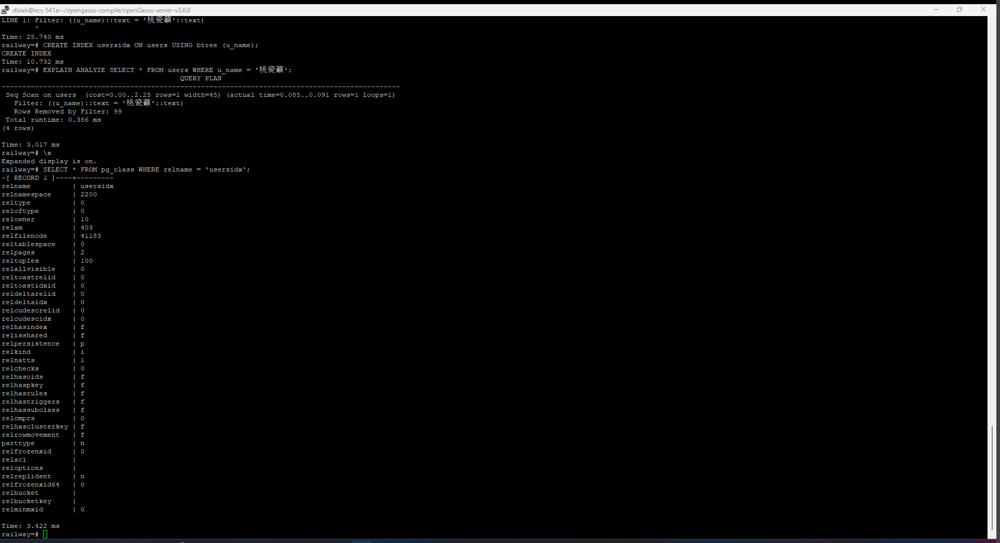 dblab@ecs-541a:~/opengauss-compile/openGauss-server-v3.0.0
LINE 1: Filter: ((u_name)::text = '桃瓷籲'::text)
^
Time: 25.740 ms
railway=# CREATE INDEX usersidx ON users USING btree (u_name);
CREATE INDEX
Time: 10.732 ms
railway=# EXPLAIN ANALYZE SELECT * FROM users WHERE u_name = '桃瓷籲';
QUERY PLAN
------------------------------------------------------------------------------------------------
Seq Scan on users  (cost=0.00..2.25 rows=1 width=45) (actual time=0.085..0.091 rows=1 loops=1)
Filter: ((u_name)::text = '桃瓷籲'::text)
Rows Removed by Filter: 99
Total runtime: 0.386 ms
(4 rows)
Time: 3.017 ms
railway=# \x
Expanded display is on.
railway=# SELECT * FROM pg_class WHERE relname = 'usersidx';
-[ RECORD 1 ]----+---------
relname          | usersidx
relnamespace     | 2200
reltype          | 0
reloftype        | 0
relowner         | 10
relam            | 403
relfilenode      | 41183
reltablespace    | 0
relpages         | 2
reltuples        | 100
relallvisible    | 0
reltoastrelid    | 0
reltoastidxid    | 0
reldeltarelid    | 0
reldeltaidx      | 0
relcudescrelid   | 0
relcudescidx     | 0
relhasindex      | f
relisshared      | f
relpersistence   | p
relkind          | i
relnatts         | 1
relchecks        | 0
relhasoids       | f
relhaspkey       | f
relhasrules      | f
relhastriggers   | f
relhassubclass   | f
relcmprs         | 0
relhasclusterkey | f
relrowmovement   | f
parttype         | n
relfrozenxid     | 0
relacl           |
reloptions       |
relreplident     | n
relfrozenxid64   | 0
relbucket        |
relbucketkey     |
relminmxid       | 0
Time: 3.422 ms
railway=#